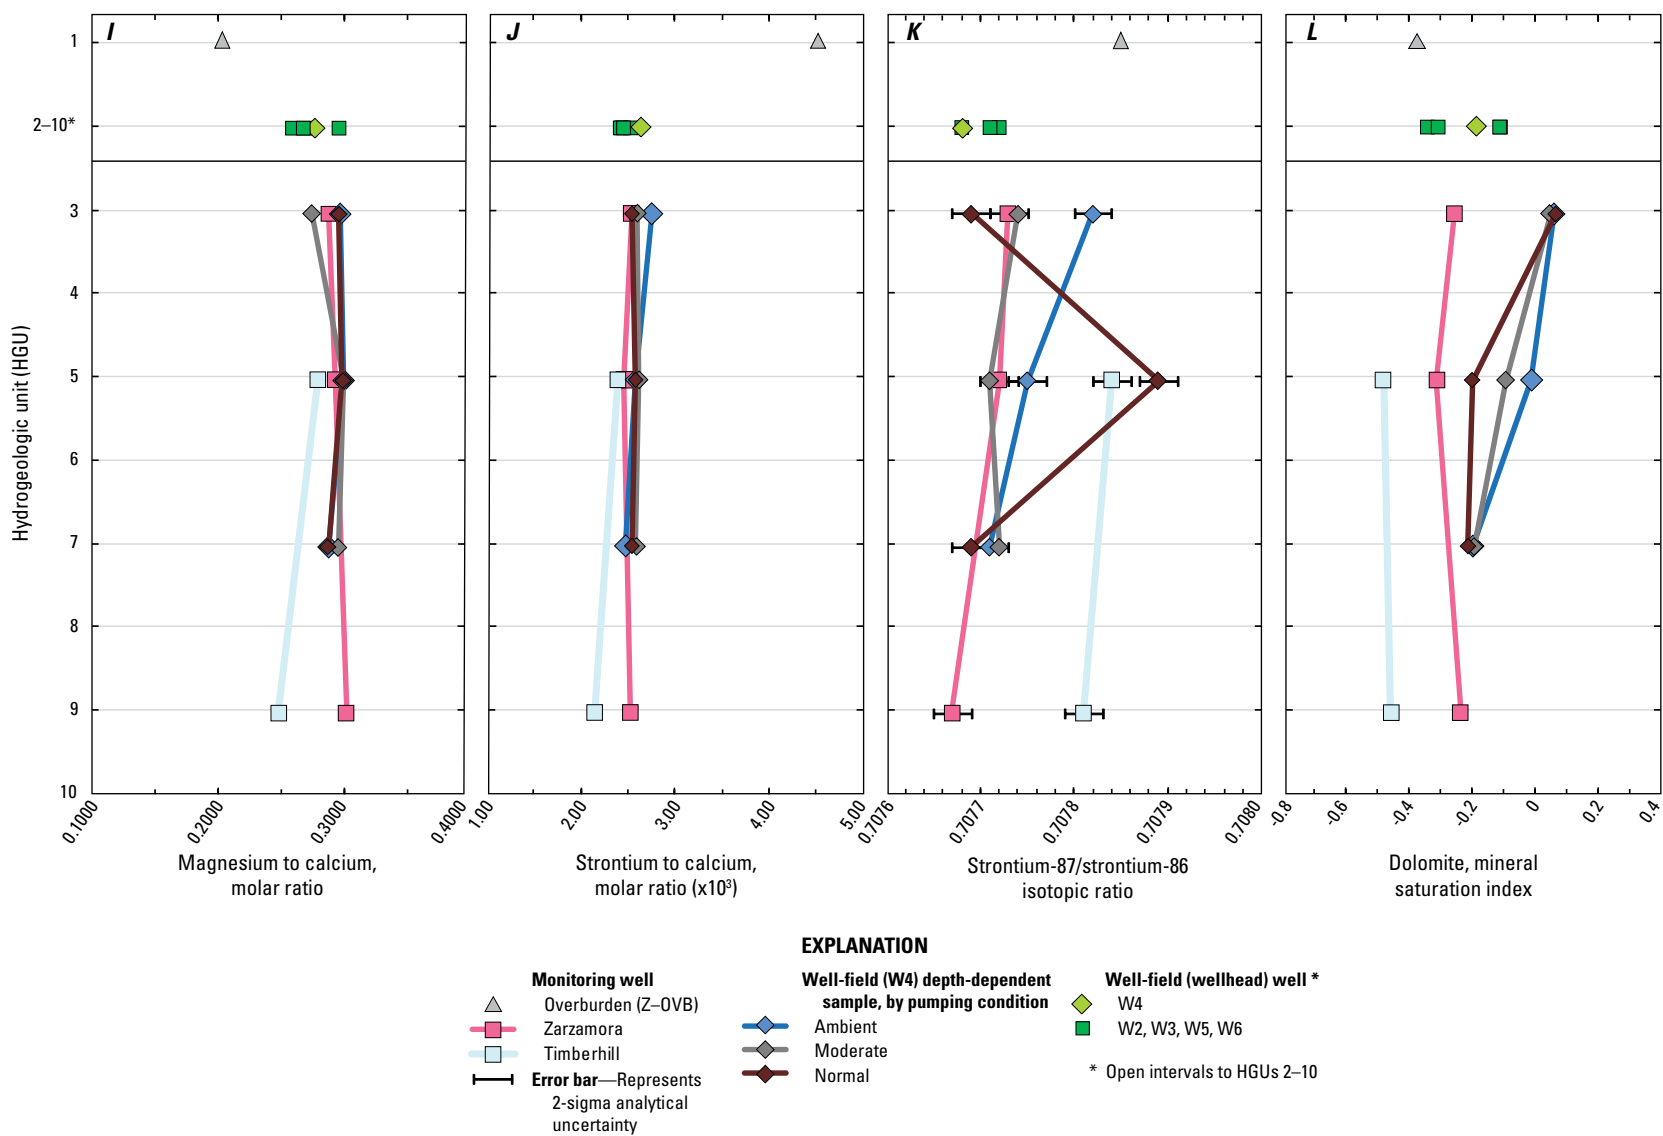 I
J
K
L
Hydrogeologic unit (HGU)
1
2–10*
3
4
5
6
7
8
9
10
0.1000
0.2000
0.3000
0.4000
1.00
2.00
3.00
4.00
5.00
0.7076
0.7077
0.7078
0.7079
0.7080
-0.8
-0.6
-0.4
-0.2
0
0.2
0.4
Magnesium to calcium,
molar ratio
Strontium to calcium,
molar ratio (x10³)
Strontium-87/strontium-86
isotopic ratio
Dolomite, mineral
saturation index
EXPLANATION
Monitoring well
Overburden (Z–OVB)
Zarzamora
Timberhill
Error bar—Represents
2-sigma analytical
uncertainty
Well-field (W4) depth-dependent
sample, by pumping condition
Ambient
Moderate
Normal
Well-field (wellhead) well *
W4
W2, W3, W5, W6
* Open intervals to HGUs 2–10